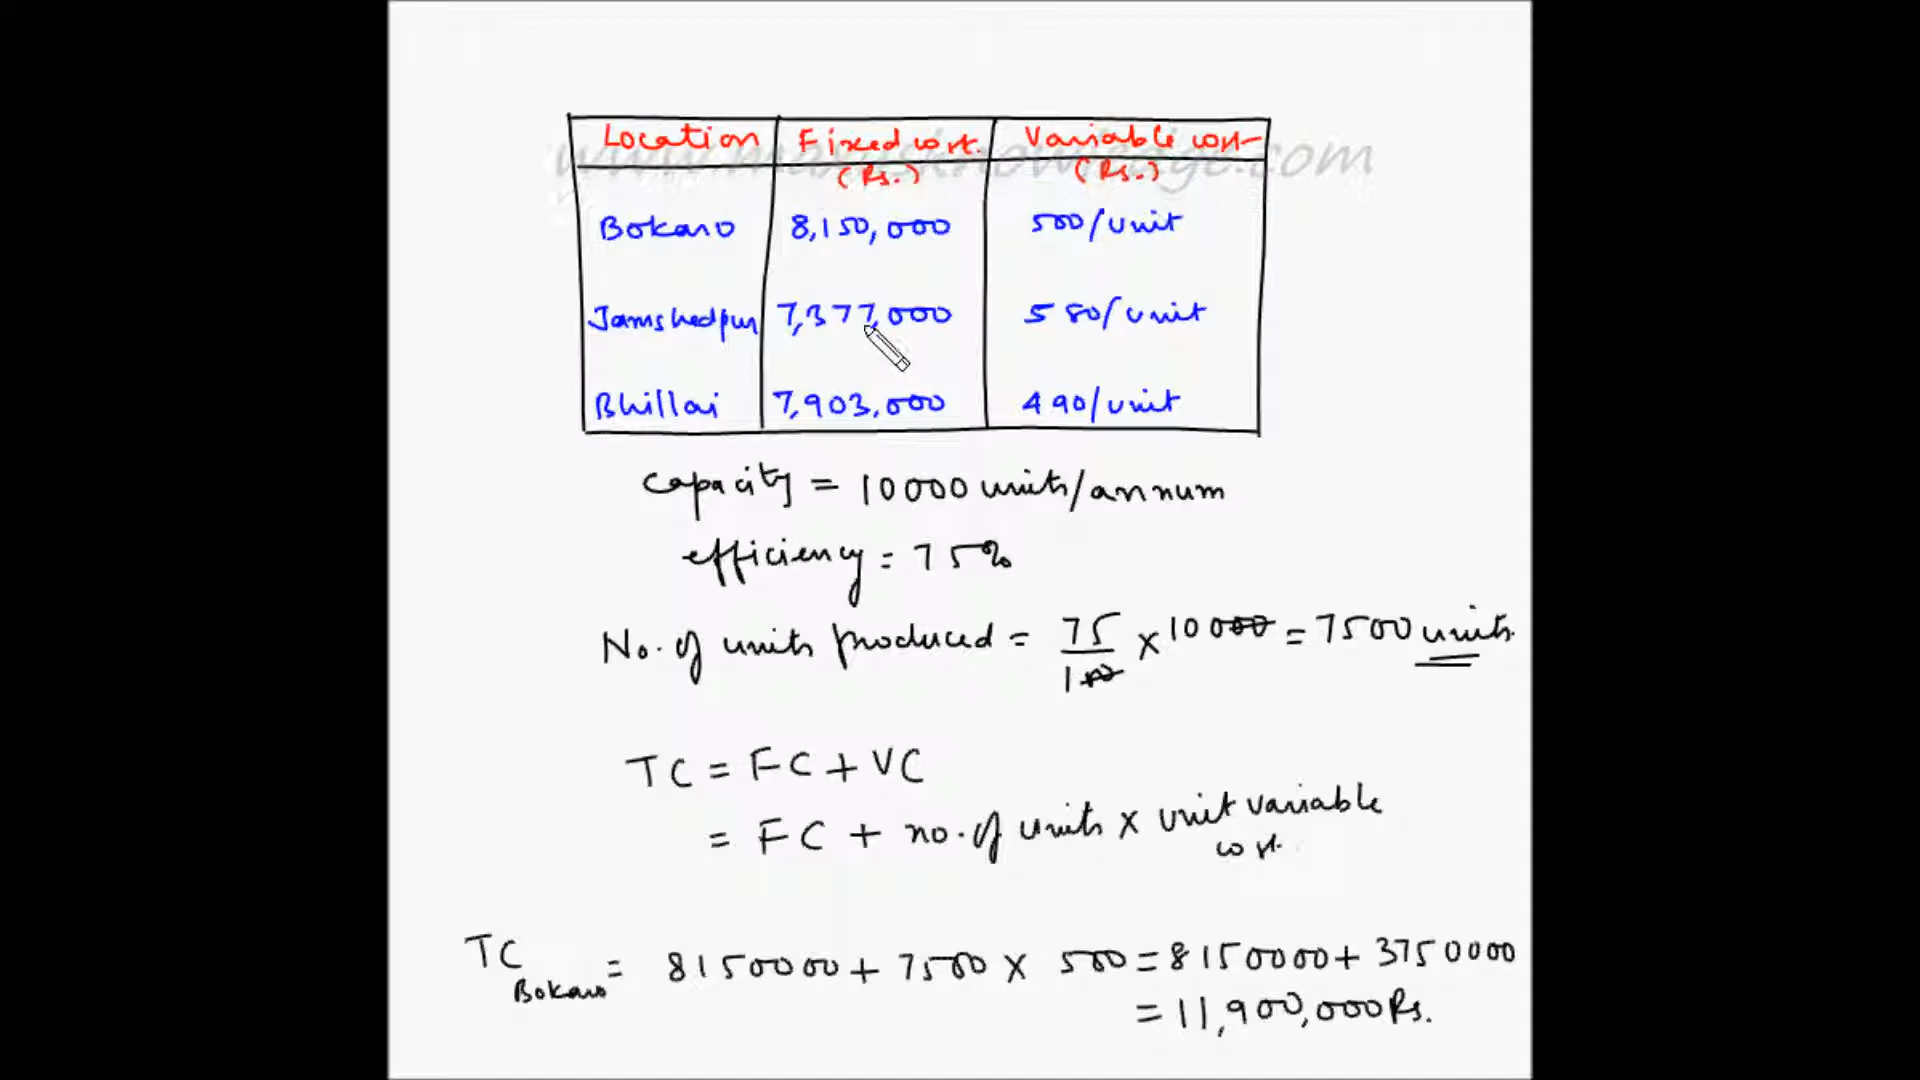 Location Fixed cost. Variable cost
(Rs.) (Rs.)
Bokaro 8,150,000 500/unit
Jamshedpur 7,377,000 580/unit
Bhillai 7,903,000 490/unit
capacity = 10000 units/annum
efficiency = 75%
No. of units produced = 75/100 × 10000 = 7500 units.
TC = FC + VC
= FC + no. of units × unit variable
cost.
TC Bokaro = 8150000 + 7500 × 500 = 8150000 + 3750000
= 11,900,000 Rs.